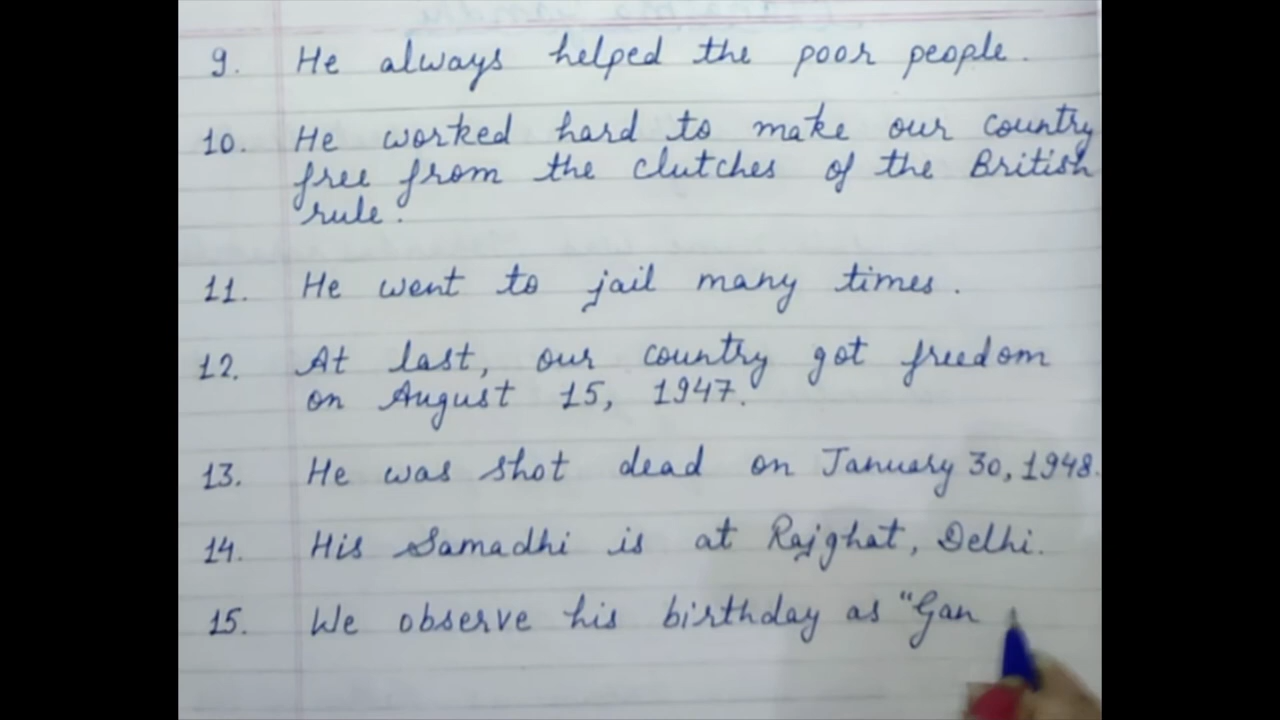 9. He always helped the poor people.
10. He worked hard to make our country
free from the clutches of the British
rule.
11. He went to jail many times.
12. At last, our country got freedom
on August 15, 1947.
13. He was shot dead on January 30, 1948.
14. His Samadhi is at Rajghat, Delhi.
15. We observe his birthday as "Gan